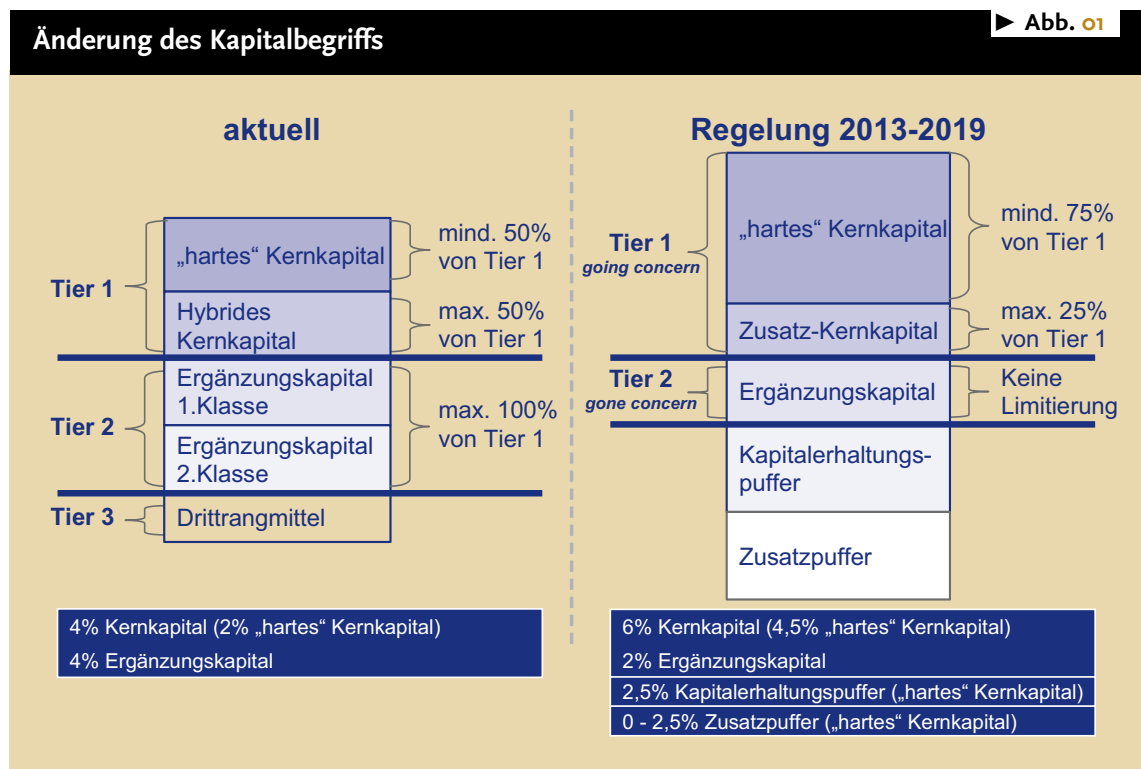 ► Abb. 01
Änderung des Kapitalbegriffs
aktuell
Tier 1
„hartes“ Kernkapital
mind. 50%
von Tier 1
Hybrides
Kernkapital
max. 50%
von Tier 1
Tier 2
Ergänzungskapital
1.Klasse
Ergänzungskapital
2.Klasse
max. 100%
von Tier 1
Tier 3
Drittrangmittel
4% Kernkapital (2% „hartes“ Kernkapital)
4% Ergänzungskapital
Regelung 2013-2019
Tier 1
going concern
„hartes“ Kernkapital
mind. 75%
von Tier 1
Zusatz-Kernkapital
max. 25%
von Tier 1
Tier 2
gone concern
Ergänzungskapital
Keine
Limitierung
Kapitalerhaltungs-
puffer
Zusatzpuffer
6% Kernkapital (4,5% „hartes“ Kernkapital)
2% Ergänzungskapital
2,5% Kapitalerhaltungspuffer („hartes“ Kernkapital)
0 - 2,5% Zusatzpuffer („hartes“ Kernkapital)